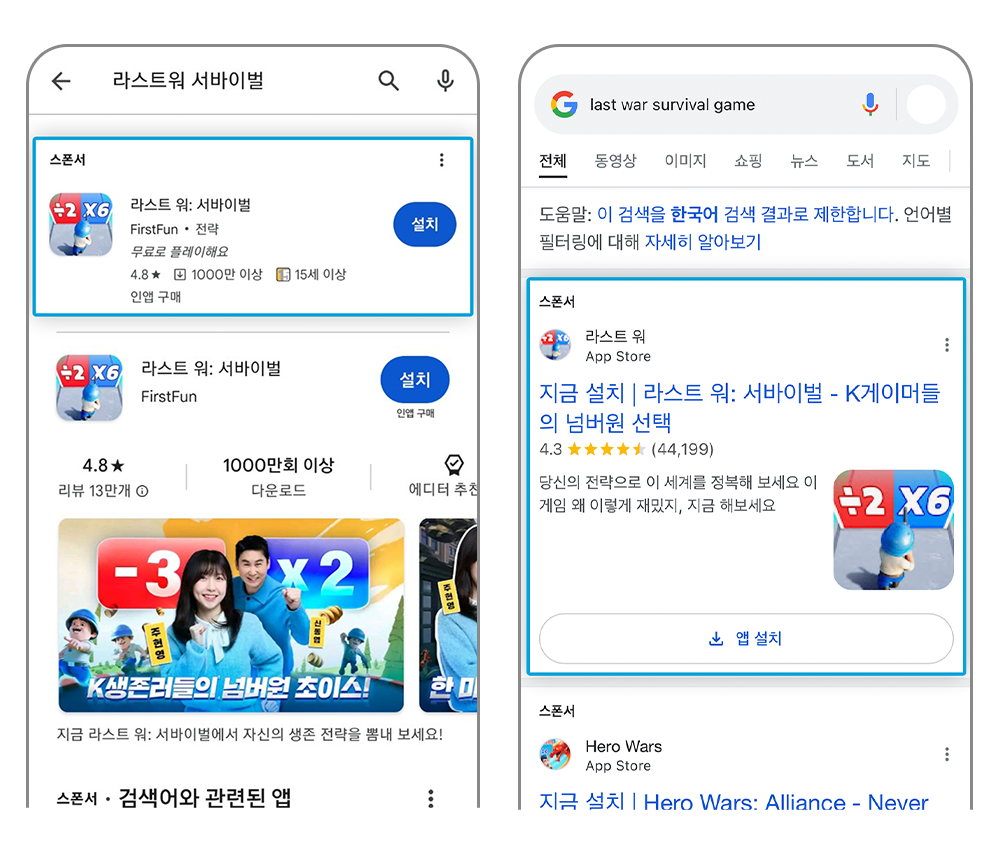 라스트워 서바이벌
스폰서
÷2 X6
라스트 워: 서바이벌
FirstFun • 전략
무료로 플레이해요
4.8★ 1000만 이상 15세 이상
인앱 구매
설치
÷2 X6
라스트 워: 서바이벌
FirstFun
설치
인앱 구매
4.8★
리뷰 13만개
1000만회 이상
다운로드
에디터 추천
-3 x2
주현영
신동엽
K생존러들의 넘버원 초이스!
주현영
한 미
지금 라스트 워: 서바이벌에서 자신의 생존 전략을 뽐내 보세요!
스폰서 · 검색어와 관련된 앱
last war survival game
전체 동영상 이미지 쇼핑 뉴스 도서 지도
도움말: 이 검색을 한국어 검색 결과로 제한합니다. 언어별
필터링에 대해 자세히 알아보기
스폰서
라스트 워
App Store
지금 설치 | 라스트 워: 서바이벌 - K게이머들
의 넘버원 선택
4.3 ★★★★★ (44,199)
당신의 전략으로 이 세계를 정복해 보세요 이
게임 왜 이렇게 재밌지, 지금 해보세요
÷2 X6
앱 설치
스폰서
Hero Wars
App Store
지금 설치 | Hero Wars: Alliance - Never